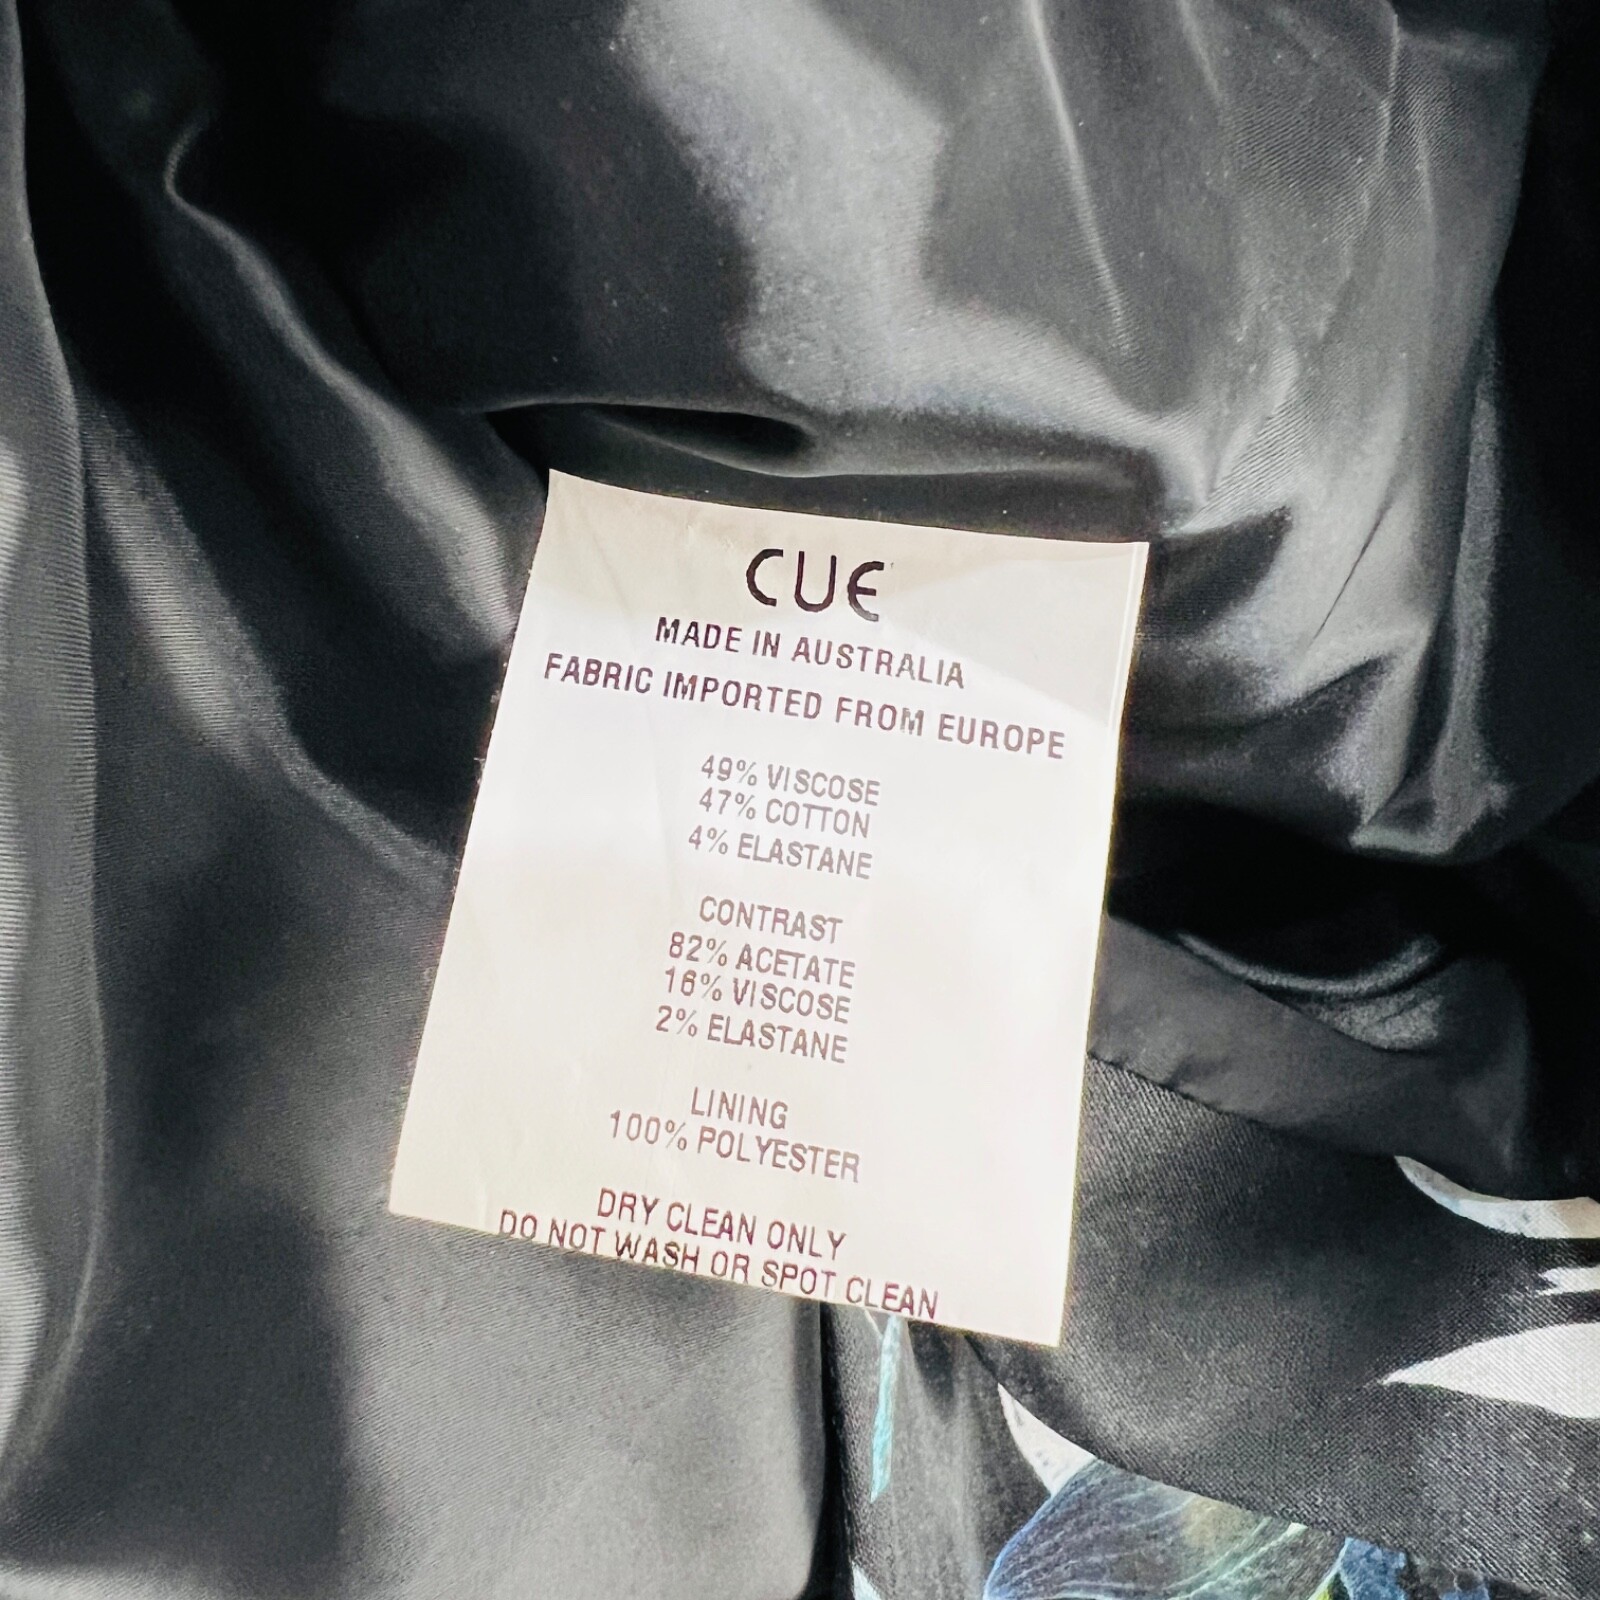 CUE
MADE IN AUSTRALIA
FABRIC IMPORTED FROM EUROPE
49% VISCOSE
47% COTTON
4% ELASTANE
CONTRAST
82% ACETATE
16% VISCOSE
2% ELASTANE
LINING
100% POLYESTER
DRY CLEAN ONLY
DO NOT WASH OR SPOT CLEAN